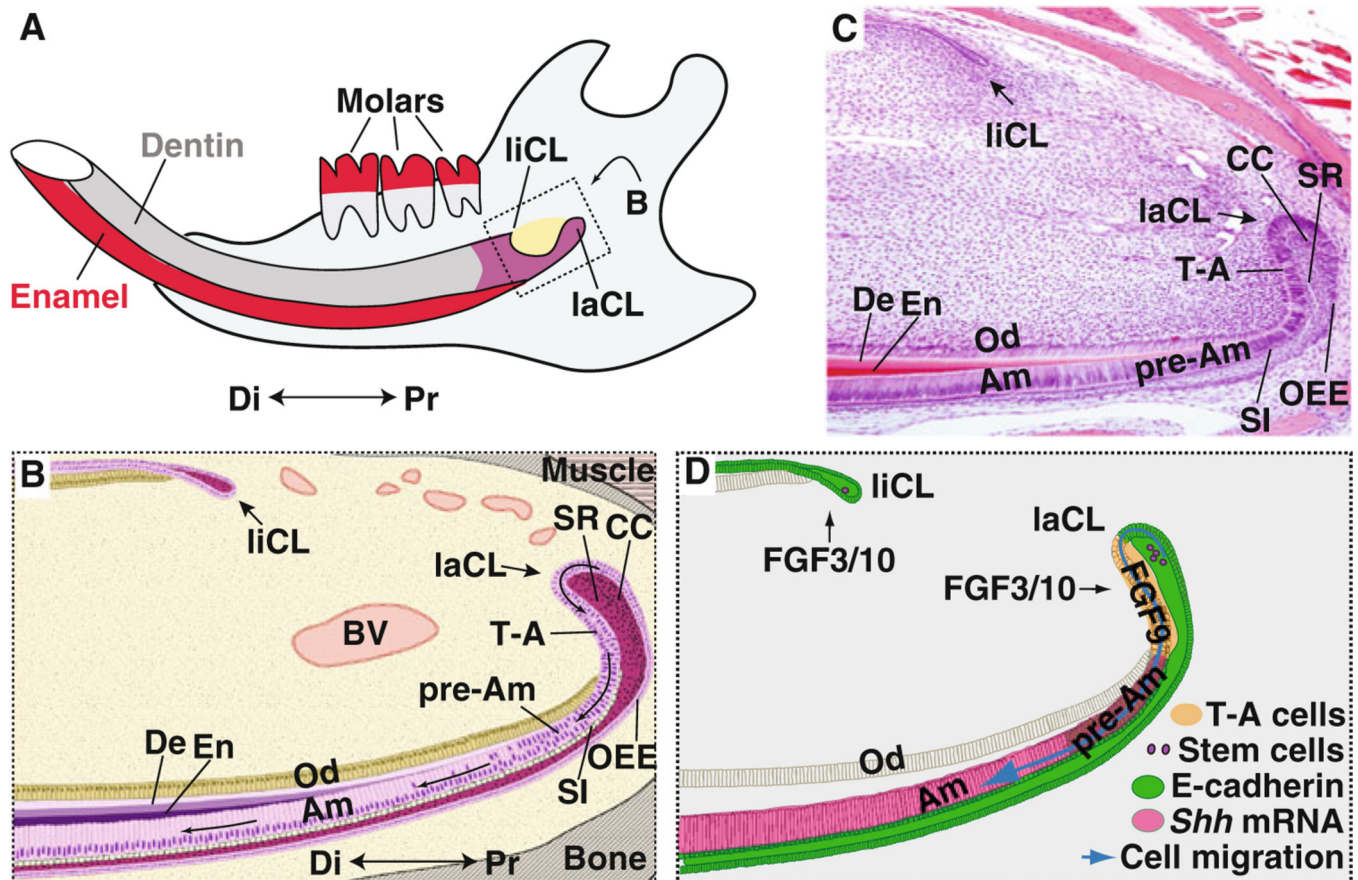 A
Molars
Dentin
liCL
B
Enamel
laCL
Di Pr
C
liCL
CC
SR
laCL
T-A
De En
Od
Am
pre-Am
SI
OEE
B
Muscle
SR CC
liCL
laCL
BV
T-A
pre-Am
De En
Od
Am
OEE
SI
Di Pr
Bone
D
liCL
laCL
FGF3/10
FGF3/10
FGF9
pre-Am
Od
Am
T-A cells
Stem cells
E-cadherin
Shh mRNA
Cell migration